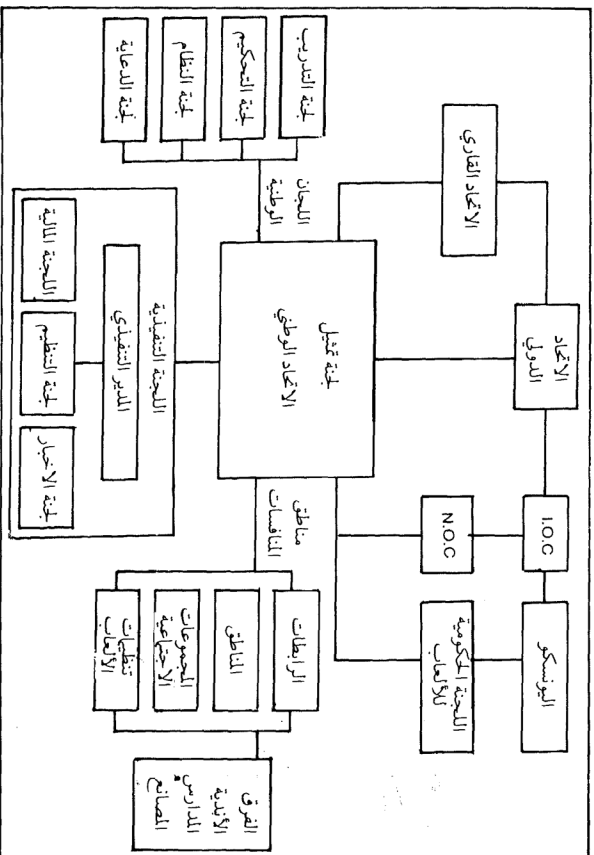 اليونسكو
I.O.C
الاتحاد
الدولي
اللجنة الحكومية
للألعاب
N.O.C
الاتحاد القاري
لجنة تمثيل
الاتحاد الوطني
مناطق
المنافسات
اللجان
الوطنية
الرابطات
المناطق
المجموعات
الاجتماعية
تنظيمات
الألعاب
الفرق
الأندية
المدارس
المصانع
لجنة التدريب
لجنة التحكيم
لجنة النظام
لجنة الدعاية
اللجنة التنفيذية
المدير التنفيذي
لجنة الاخبار
لجنة التنظيم
اللجنة المالية